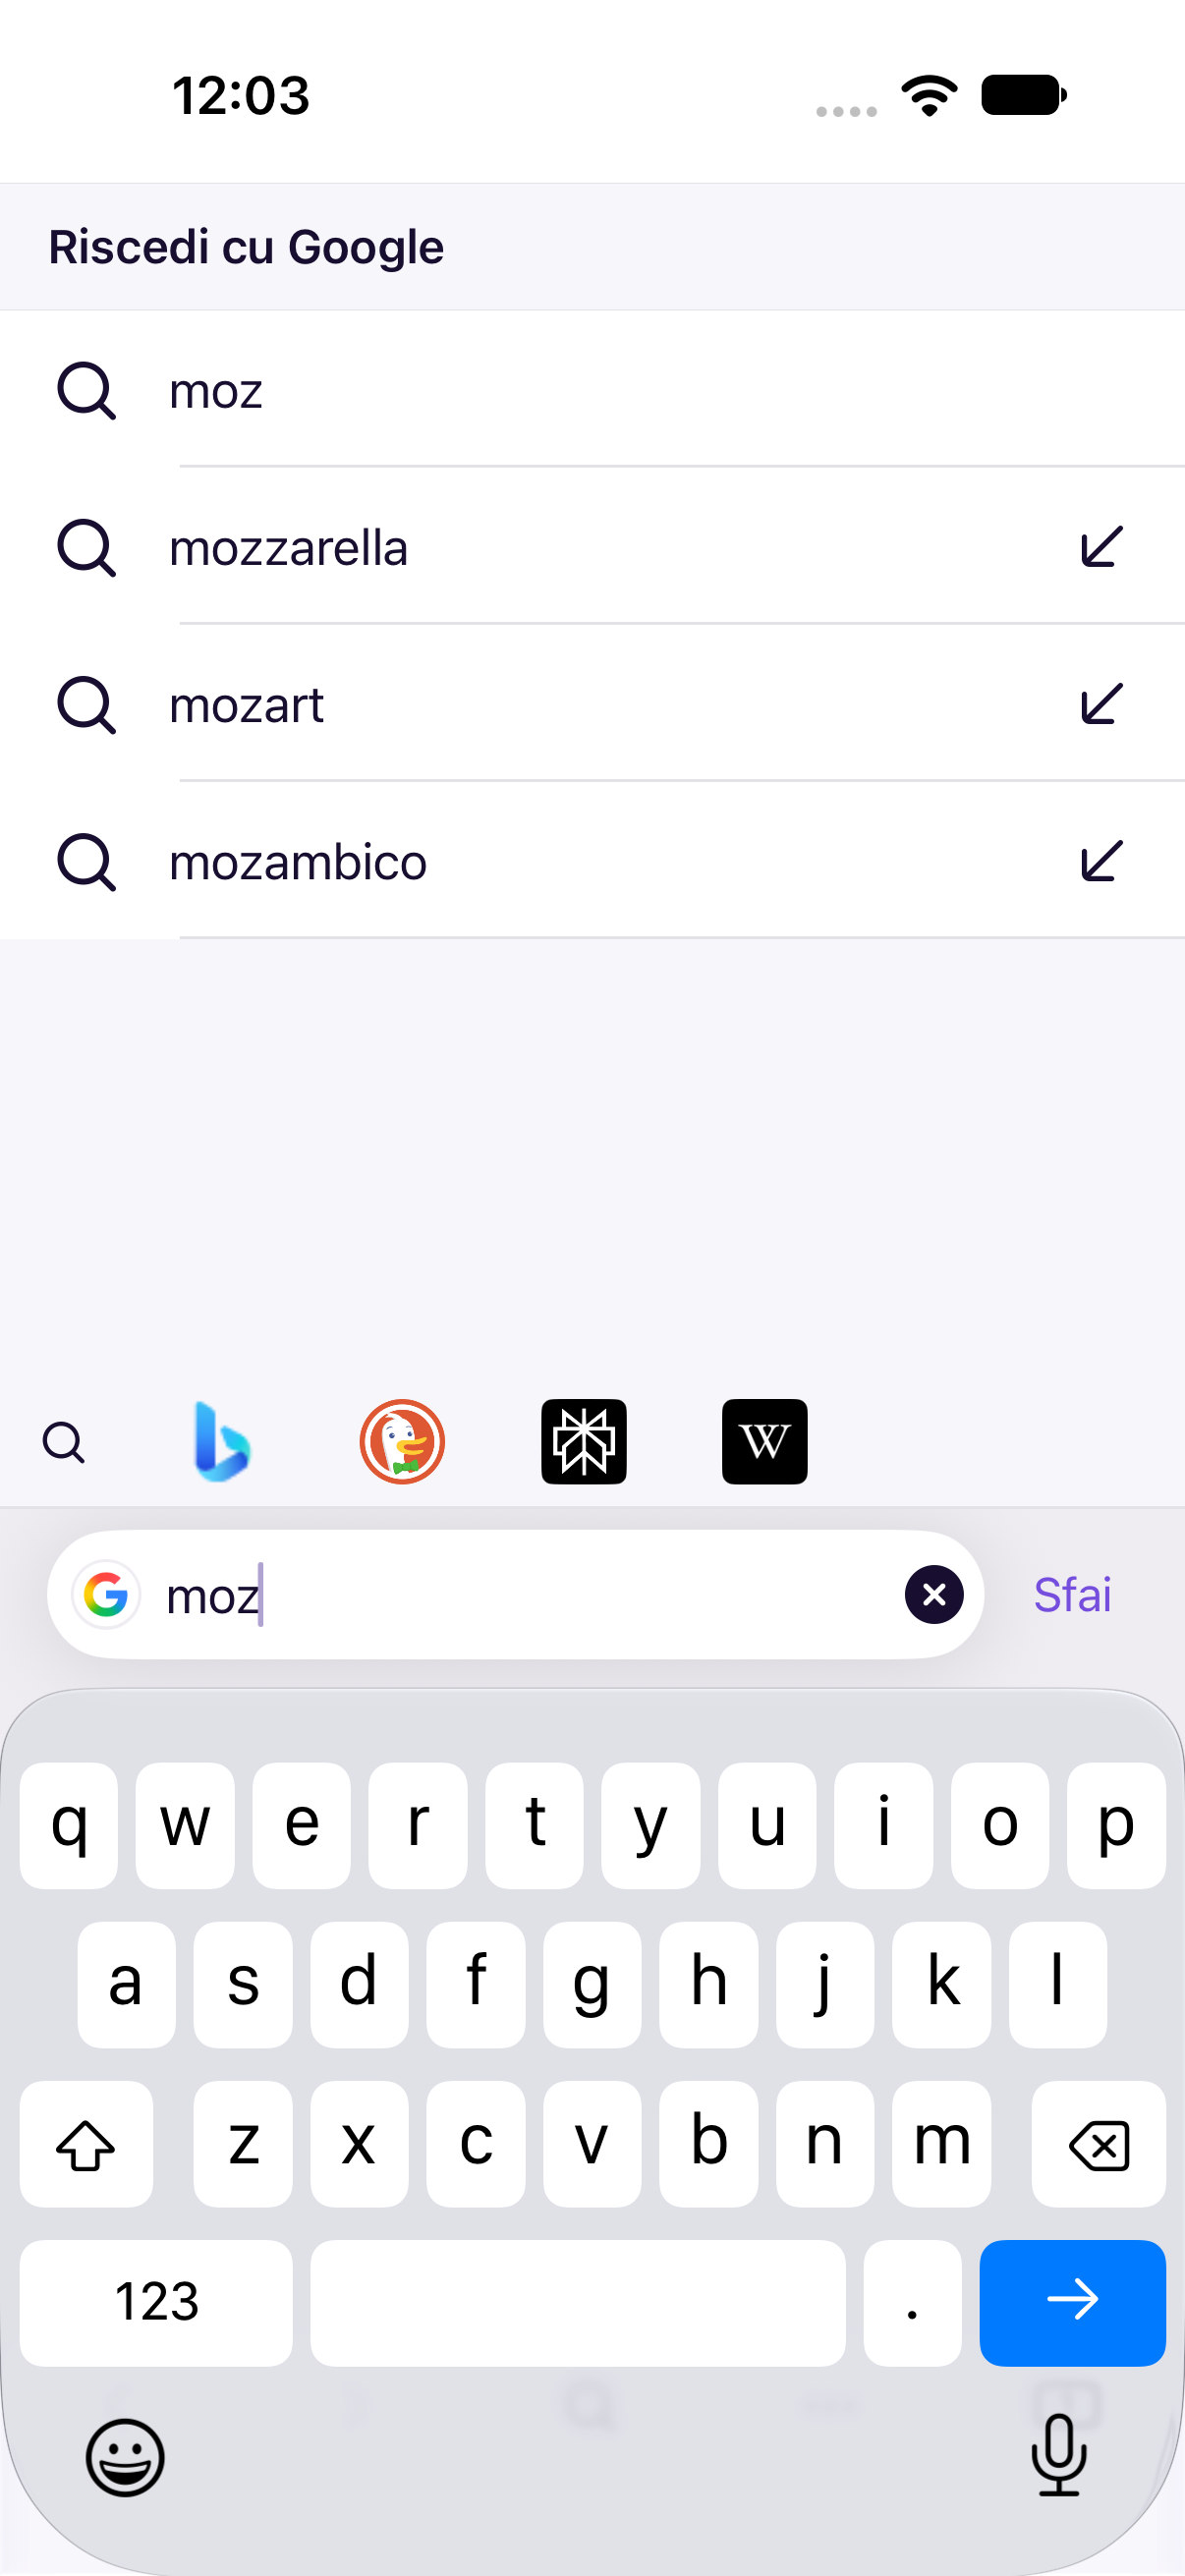 12:03
Riscedi cu Google
moz
mozzarella
mozart
mozambico
moz
Sfai
q w e r t y u i o p
a s d f g h j k l
z x c v b n m
123 .